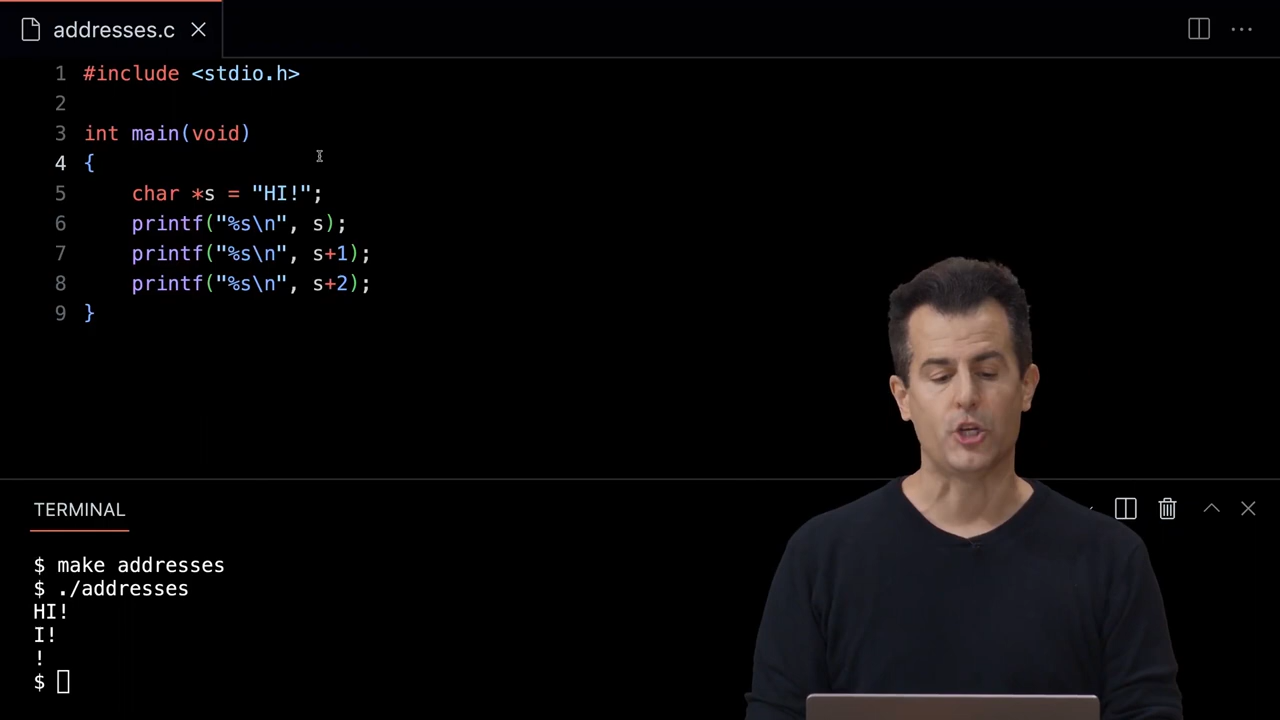 addresses.c
1 #include <stdio.h>
2
3 int main(void)
4 {
5     char *s = "HI!";
6     printf("%s\n", s);
7     printf("%s\n", s+1);
8     printf("%s\n", s+2);
9 }
TERMINAL
$ make addresses
$ ./addresses
HI!
I!
!
$